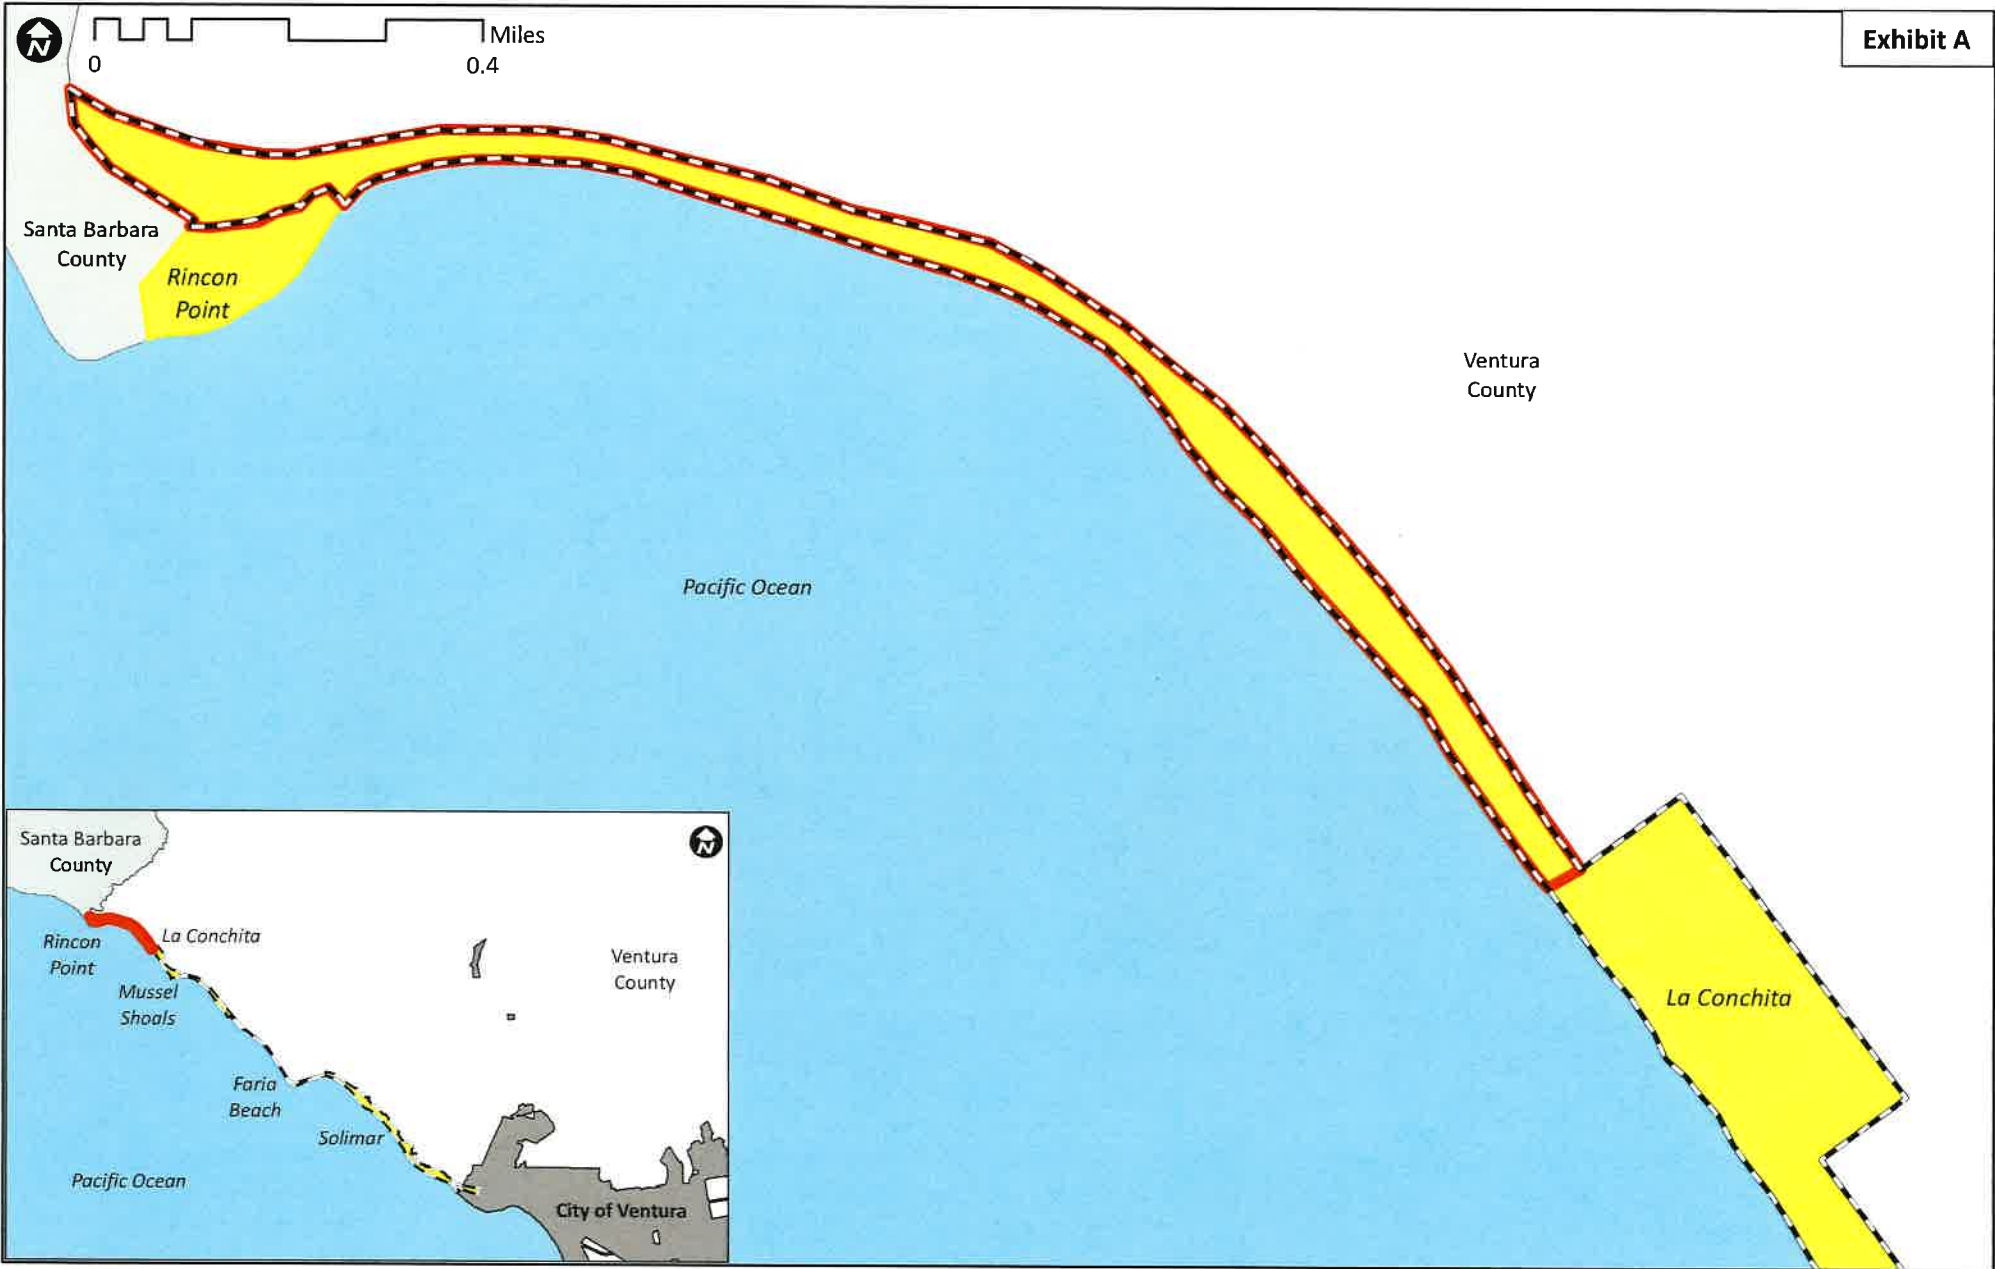 N
Miles
0
0.4
Exhibit A
Santa Barbara
County
Rincon
Point
Ventura
County
Pacific Ocean
La Conchita
Santa Barbara
County
N
Rincon
Point
La Conchita
Mussel
Shoals
Ventura
County
Faria
Beach
Solimar
Pacific Ocean
City of Ventura